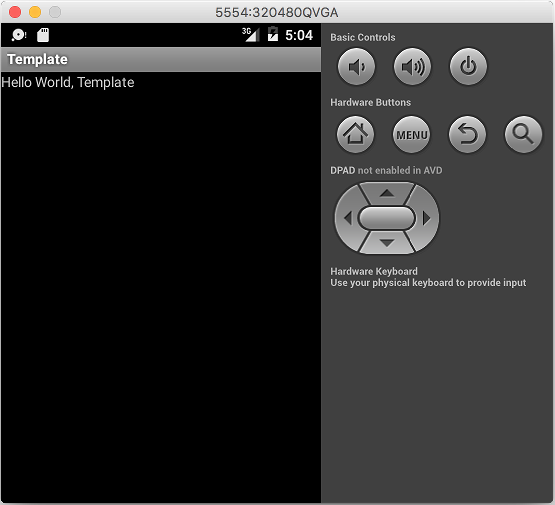 5554:320480QVGA
3G
5:04
Template
Hello World, Template
Basic Controls
Hardware Buttons
MENU
DPAD not enabled in AVD
Hardware Keyboard
Use your physical keyboard to provide input